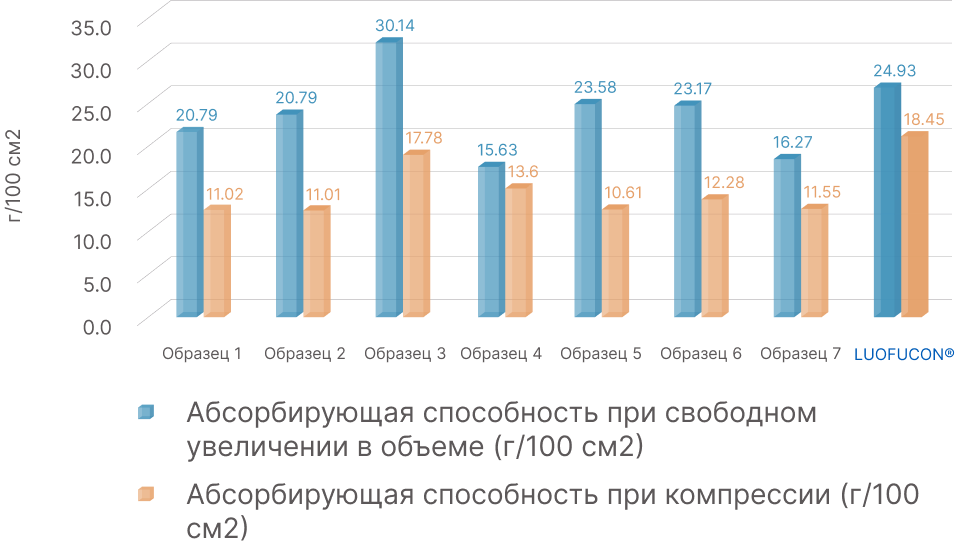 г/100 см2
35.0
30.0
25.0
20.0
15.0
10.0
5.0
0.0
20.79
11.02
20.79
11.01
30.14
17.78
15.63
13.6
23.58
10.61
23.17
12.28
16.27
11.55
24.93
18.45
Образец 1
Образец 2
Образец 3
Образец 4
Образец 5
Образец 6
Образец 7
LUOFUCON®
Абсорбирующая способность при свободном
увеличении в объеме (г/100 см2)
Абсорбирующая способность при компрессии (г/100
см2)